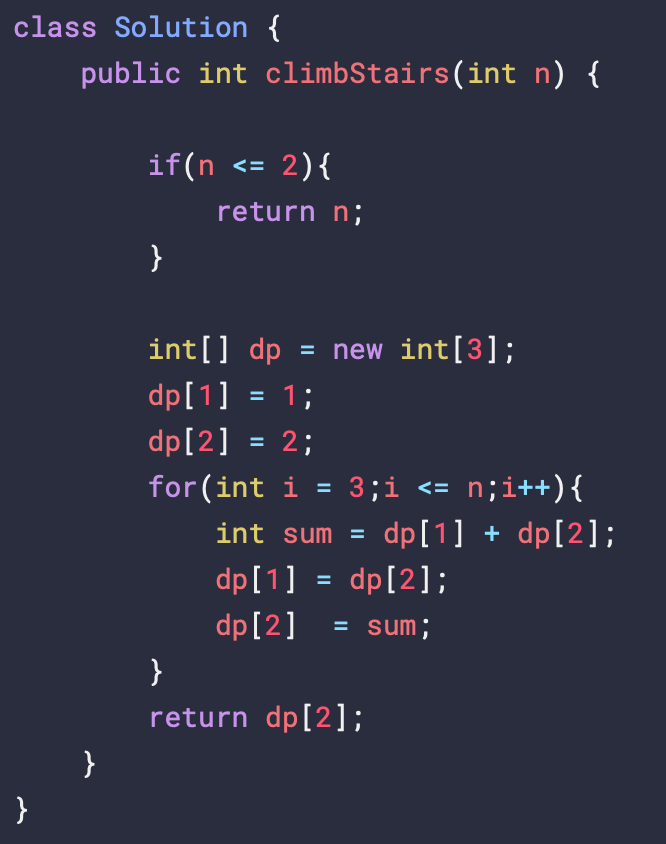 class Solution {
    public int climbStairs(int n) {

        if(n <= 2){
            return n;
        }

        int[] dp = new int[3];
        dp[1] = 1;
        dp[2] = 2;
        for(int i = 3;i <= n;i++){
            int sum = dp[1] + dp[2];
            dp[1] = dp[2];
            dp[2]  = sum;
        }
        return dp[2];
    }
}